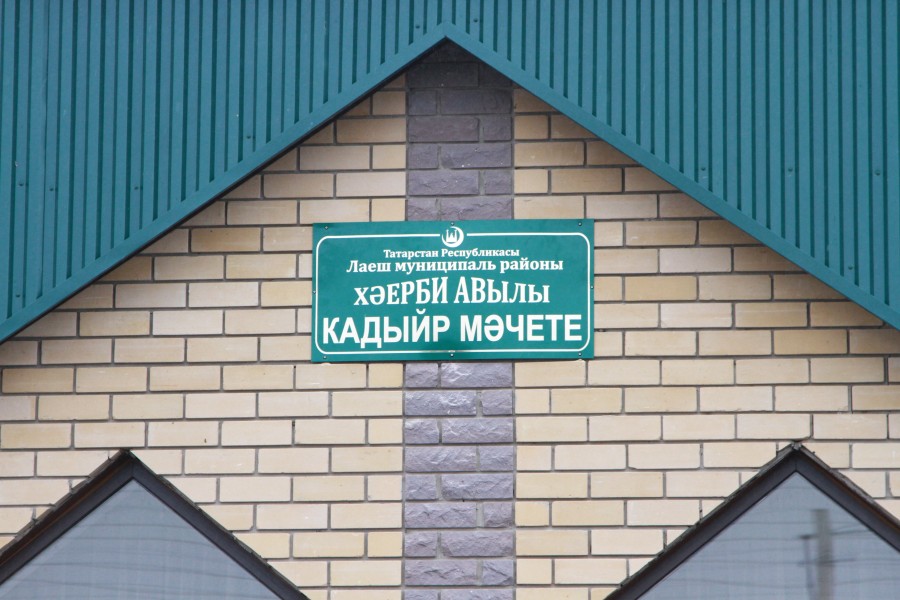 Татарстан Республикасы
Лаеш муниципаль районы
ХӘЕРБИ АВЫЛЫ
КАДЫЙР МӘЧЕТЕ